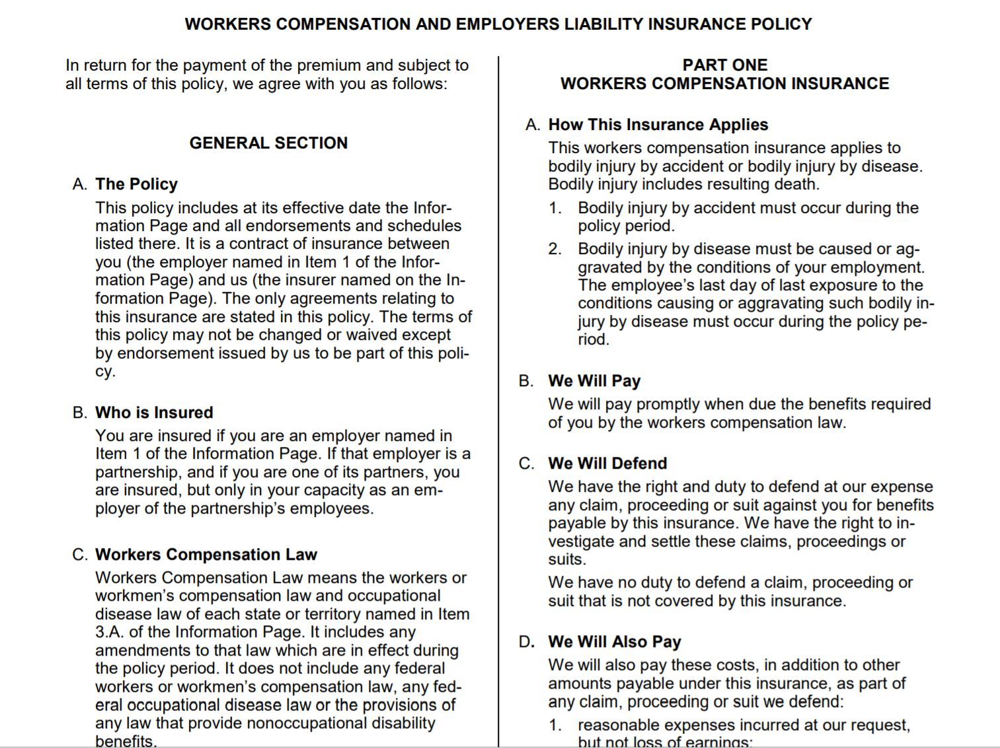 WORKERS COMPENSATION AND EMPLOYERS LIABILITY INSURANCE POLICY
In return for the payment of the premium and subject to
all terms of this policy, we agree with you as follows:
GENERAL SECTION
A. The Policy
This policy includes at its effective date the Infor-
mation Page and all endorsements and schedules
listed there. It is a contract of insurance between
you (the employer named in Item 1 of the Infor-
mation Page) and us (the insurer named on the In-
formation Page). The only agreements relating to
this insurance are stated in this policy. The terms of
this policy may not be changed or waived except
by endorsement issued by us to be part of this poli-
cy.
B. Who is Insured
You are insured if you are an employer named in
Item 1 of the Information Page. If that employer is a
partnership, and if you are one of its partners, you
are insured, but only in your capacity as an em-
ployer of the partnership's employees.
C. Workers Compensation Law
Workers Compensation Law means the workers or
workmen's compensation law and occupational
disease law of each state or territory named in Item
3.A. of the Information Page. It includes any
amendments to that law which are in effect during
the policy period. It does not include any federal
workers or workmen's compensation law, any fed-
eral occupational disease law or the provisions of
any law that provide nonoccupational disability
benefits.
PART ONE
WORKERS COMPENSATION INSURANCE
A. How This Insurance Applies
This workers compensation insurance applies to
bodily injury by accident or bodily injury by disease.
Bodily injury includes resulting death.
1. Bodily injury by accident must occur during the
policy period.
2. Bodily injury by disease must be caused or ag-
gravated by the conditions of your employment.
The employee's last day of last exposure to the
conditions causing or aggravating such bodily in-
jury by disease must occur during the policy pe-
riod.
B. We Will Pay
We will pay promptly when due the benefits required
of you by the workers compensation law.
C. We Will Defend
We have the right and duty to defend at our expense
any claim, proceeding or suit against you for benefits
payable by this insurance. We have the right to in-
vestigate and settle these claims, proceedings or
suits.
We have no duty to defend a claim, proceeding or
suit that is not covered by this insurance.
D. We Will Also Pay
We will also pay these costs, in addition to other
amounts payable under this insurance, as part of
any claim, proceeding or suit we defend:
1. reasonable expenses incurred at our request,
but not loss of earnings;